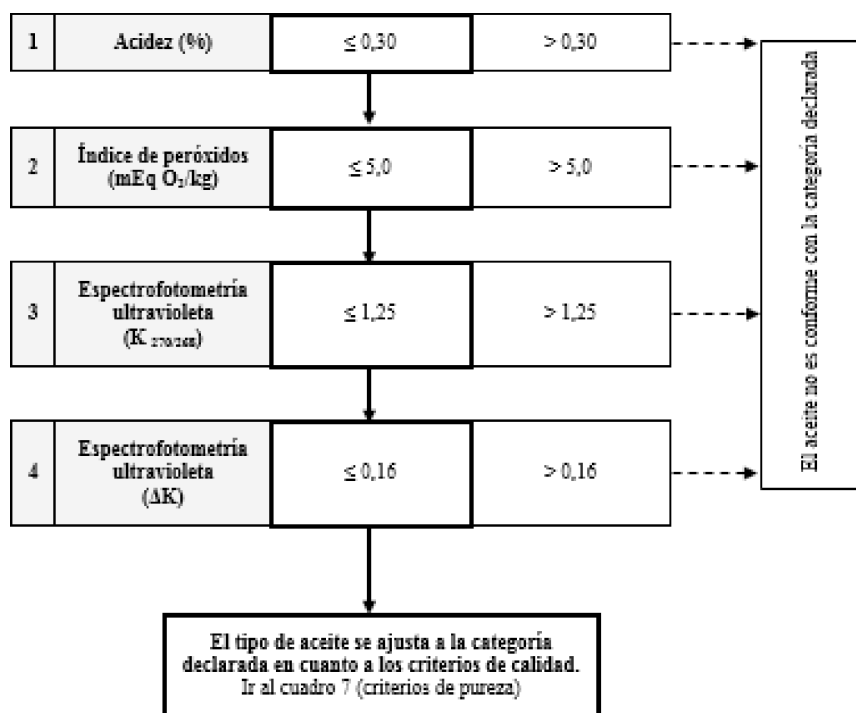 1 Acidez (%) ≤ 0,30 > 0,30
2 Índice de peróxidos
(mEq O₂/kg) ≤ 5,0 > 5,0
3 Espectrofotometría
ultravioleta
(K 270/268) ≤ 1,25 > 1,25
4 Espectrofotometría
ultravioleta
(ΔK) ≤ 0,16 > 0,16
El aceite no es conforme con la categoría declarada
El tipo de aceite se ajusta a la categoría
declarada en cuanto a los criterios de calidad.
Ir al cuadro 7 (criterios de pureza)